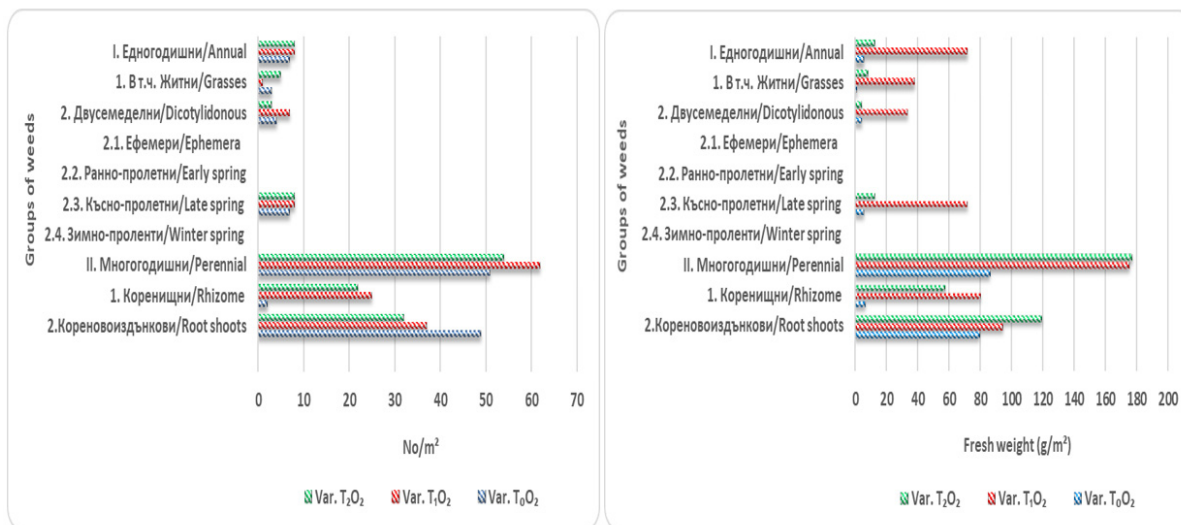 Groups of weeds
I. Едногодишни/Annual
1. В т.ч. Житни/Grasses
2. Двусемеделни/Dicotylidonous
2.1. Ефемери/Ephemera
2.2. Ранно-пролетни/Early spring
2.3. Късно-пролетни/Late spring
2.4. Зимно-проленти/Winter spring
II. Многогодишни/Perennial
1. Коренищни/Rhizome
2.Кореновоиздънкови/Root shoots
0 10 20 30 40 50 60 70
No/m²
Var. T₂O₂ Var. T₁O₂ Var. T₀O₂
Groups of weeds
I. Едногодишни/Annual
1. В т.ч. Житни/Grasses
2. Двусемеделни/Dicotylidonous
2.1. Ефемери/Ephemera
2.2. Ранно-пролетни/Early spring
2.3. Късно-пролетни/Late spring
2.4. Зимно-проленти/Winter spring
II. Многогодишни/Perennial
1. Коренищни/Rhizome
2.Кореновоиздънкови/Root shoots
0 20 40 60 80 100 120 140 160 180 200
Fresh weight (g/m²)
Var. T₂O₂ Var. T₁O₂ Var. T₀O₂